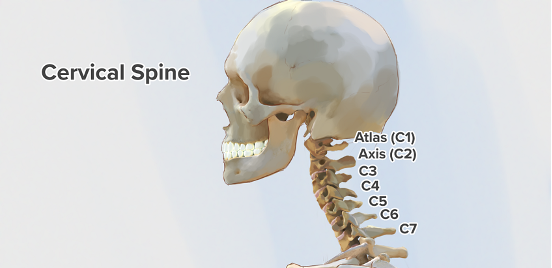 Cervical Spine
Atlas (C1)
Axis (C2)
C3
C4
C5
C6
C7